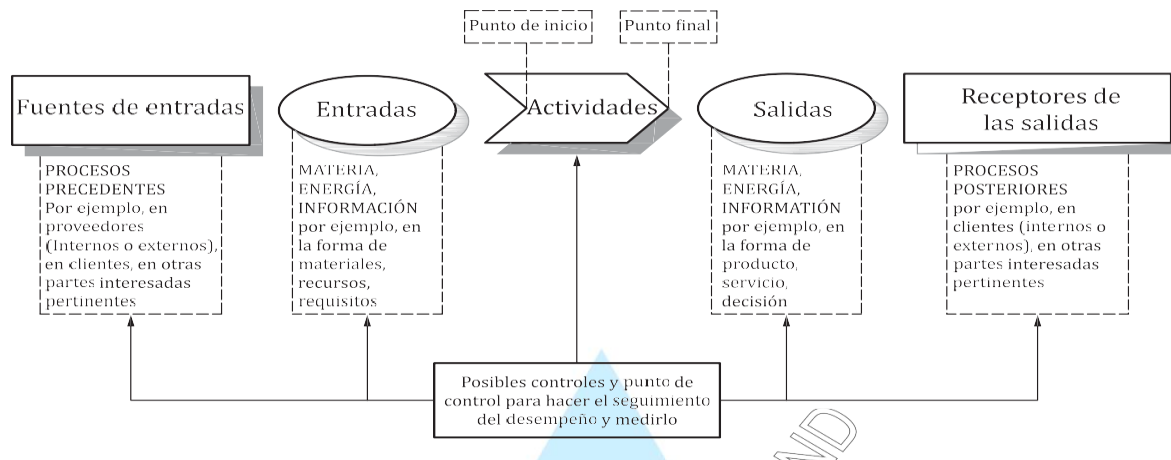 Punto de inicio
Punto final
Fuentes de entradas
Entradas
Actividades
Salidas
Receptores de
las salidas
PROCESOS
PRECEDENTES
Por ejemplo, en
proveedores
(Internos o externos),
en clientes, en otras
partes interesadas
pertinentes
MATERIA,
ENERGÍA,
INFORMACIÓN
por ejemplo, en
la forma de
materiales,
recursos,
requisitos
MATERIA,
ENERGÍA,
INFORMATIÓN
por ejemplo, en
la forma de
producto,
servicio,
decisión
PROCESOS
POSTERIORES
por ejemplo, en
clientes (internos o
externos), en otras
partes interesadas
pertinentes
Posibles controles y punto de
control para hacer el seguimiento
del desempeño y medirlo